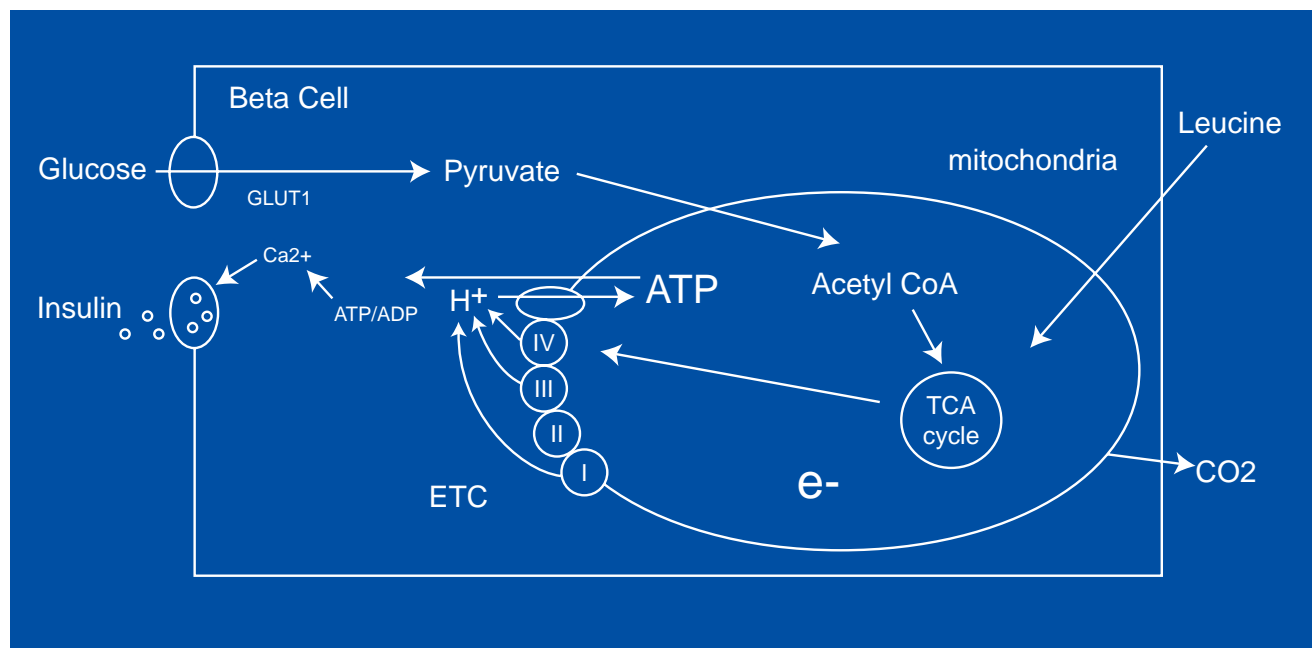 Beta Cell
Leucine
mitochondria
Glucose
Pyruvate
GLUT1
Ca2+
Insulin
ATP/ADP
H+
ATP
Acetyl CoA
IV
III
II
I
TCA
cycle
ETC
e-
CO2